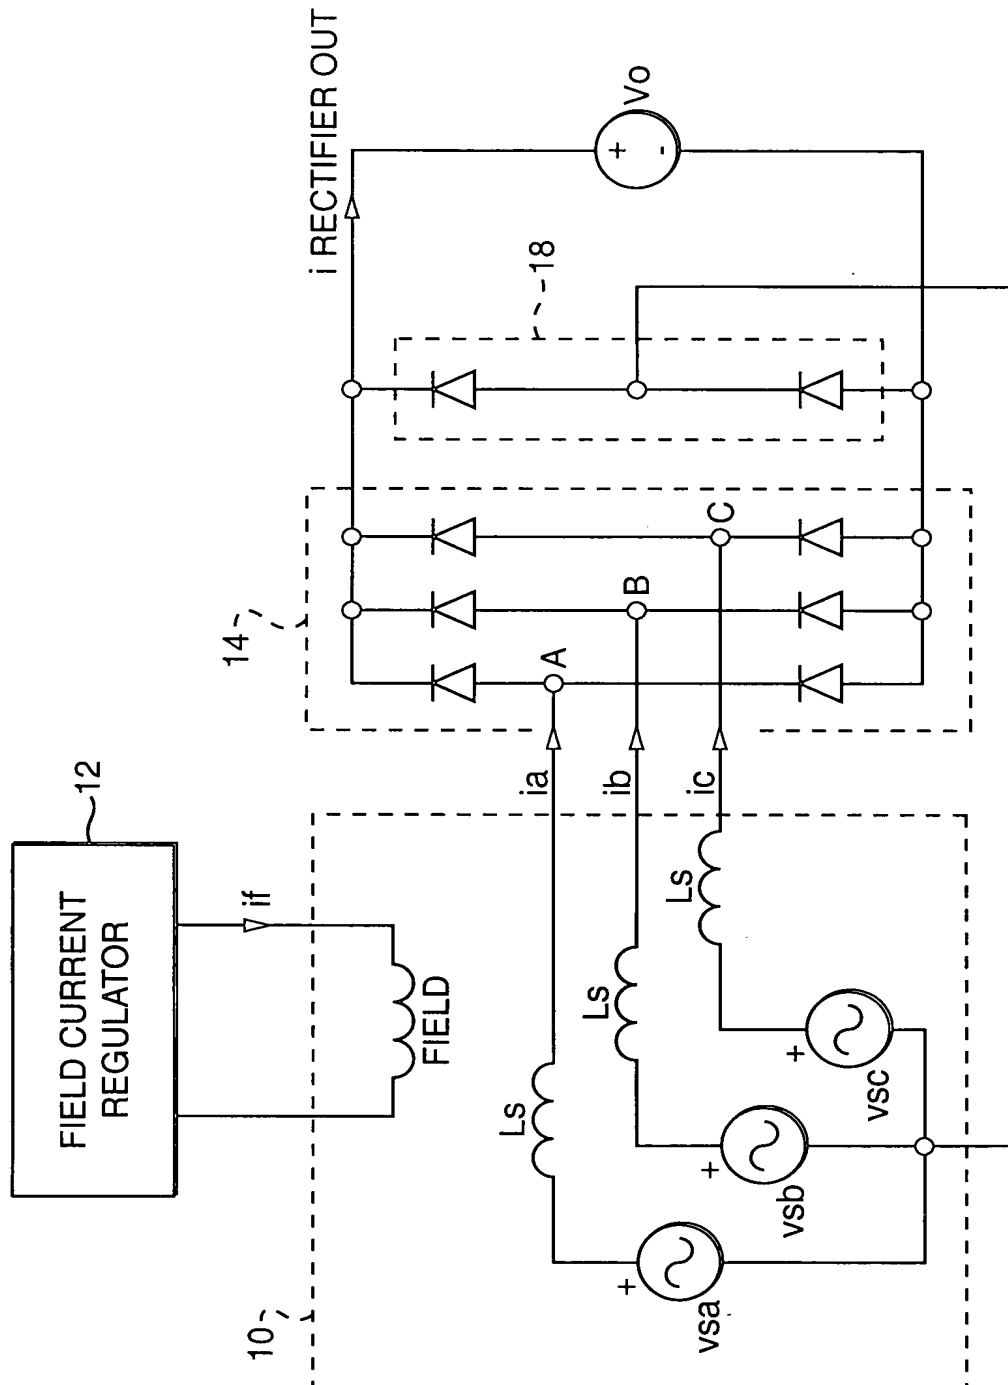 FIELD CURRENT
REGULATOR
12
if
FIELD
10
Ls
Ls
Ls
+
vsa
+
vsb
+
vsc
ia
ib
ic
14
A
B
C
18
i RECTIFIER OUT
+
-
Vo